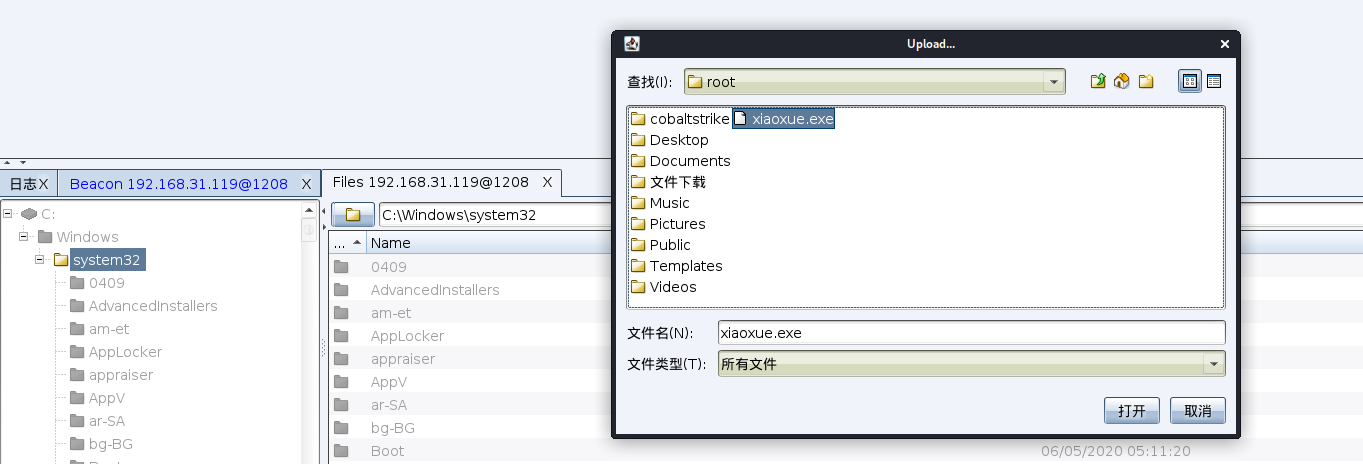 Upload...
查找(I): root
cobaltstrike xiaoxue.exe
Desktop
Documents
文件下载
Music
Pictures
Public
Templates
Videos
文件名(N): xiaoxue.exe
文件类型(T): 所有文件
打开 取消
日志X Beacon 192.168.31.119@1208 X Files 192.168.31.119@1208 X
C:
Windows
system32
0409
AdvancedInstallers
am-et
AppLocker
appraiser
AppV
ar-SA
bg-BG
C:\Windows\system32
... Name
0409
AdvancedInstallers
am-et
AppLocker
appraiser
AppV
ar-SA
bg-BG
Boot 06/05/2020 05:11:20